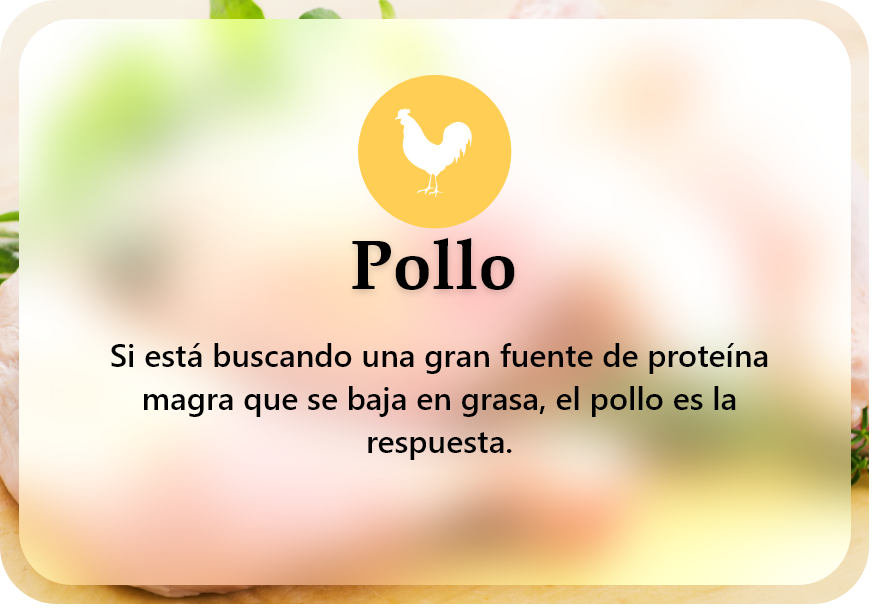 Pollo
Si está buscando una gran fuente de proteína
magra que se baja en grasa, el pollo es la
respuesta.